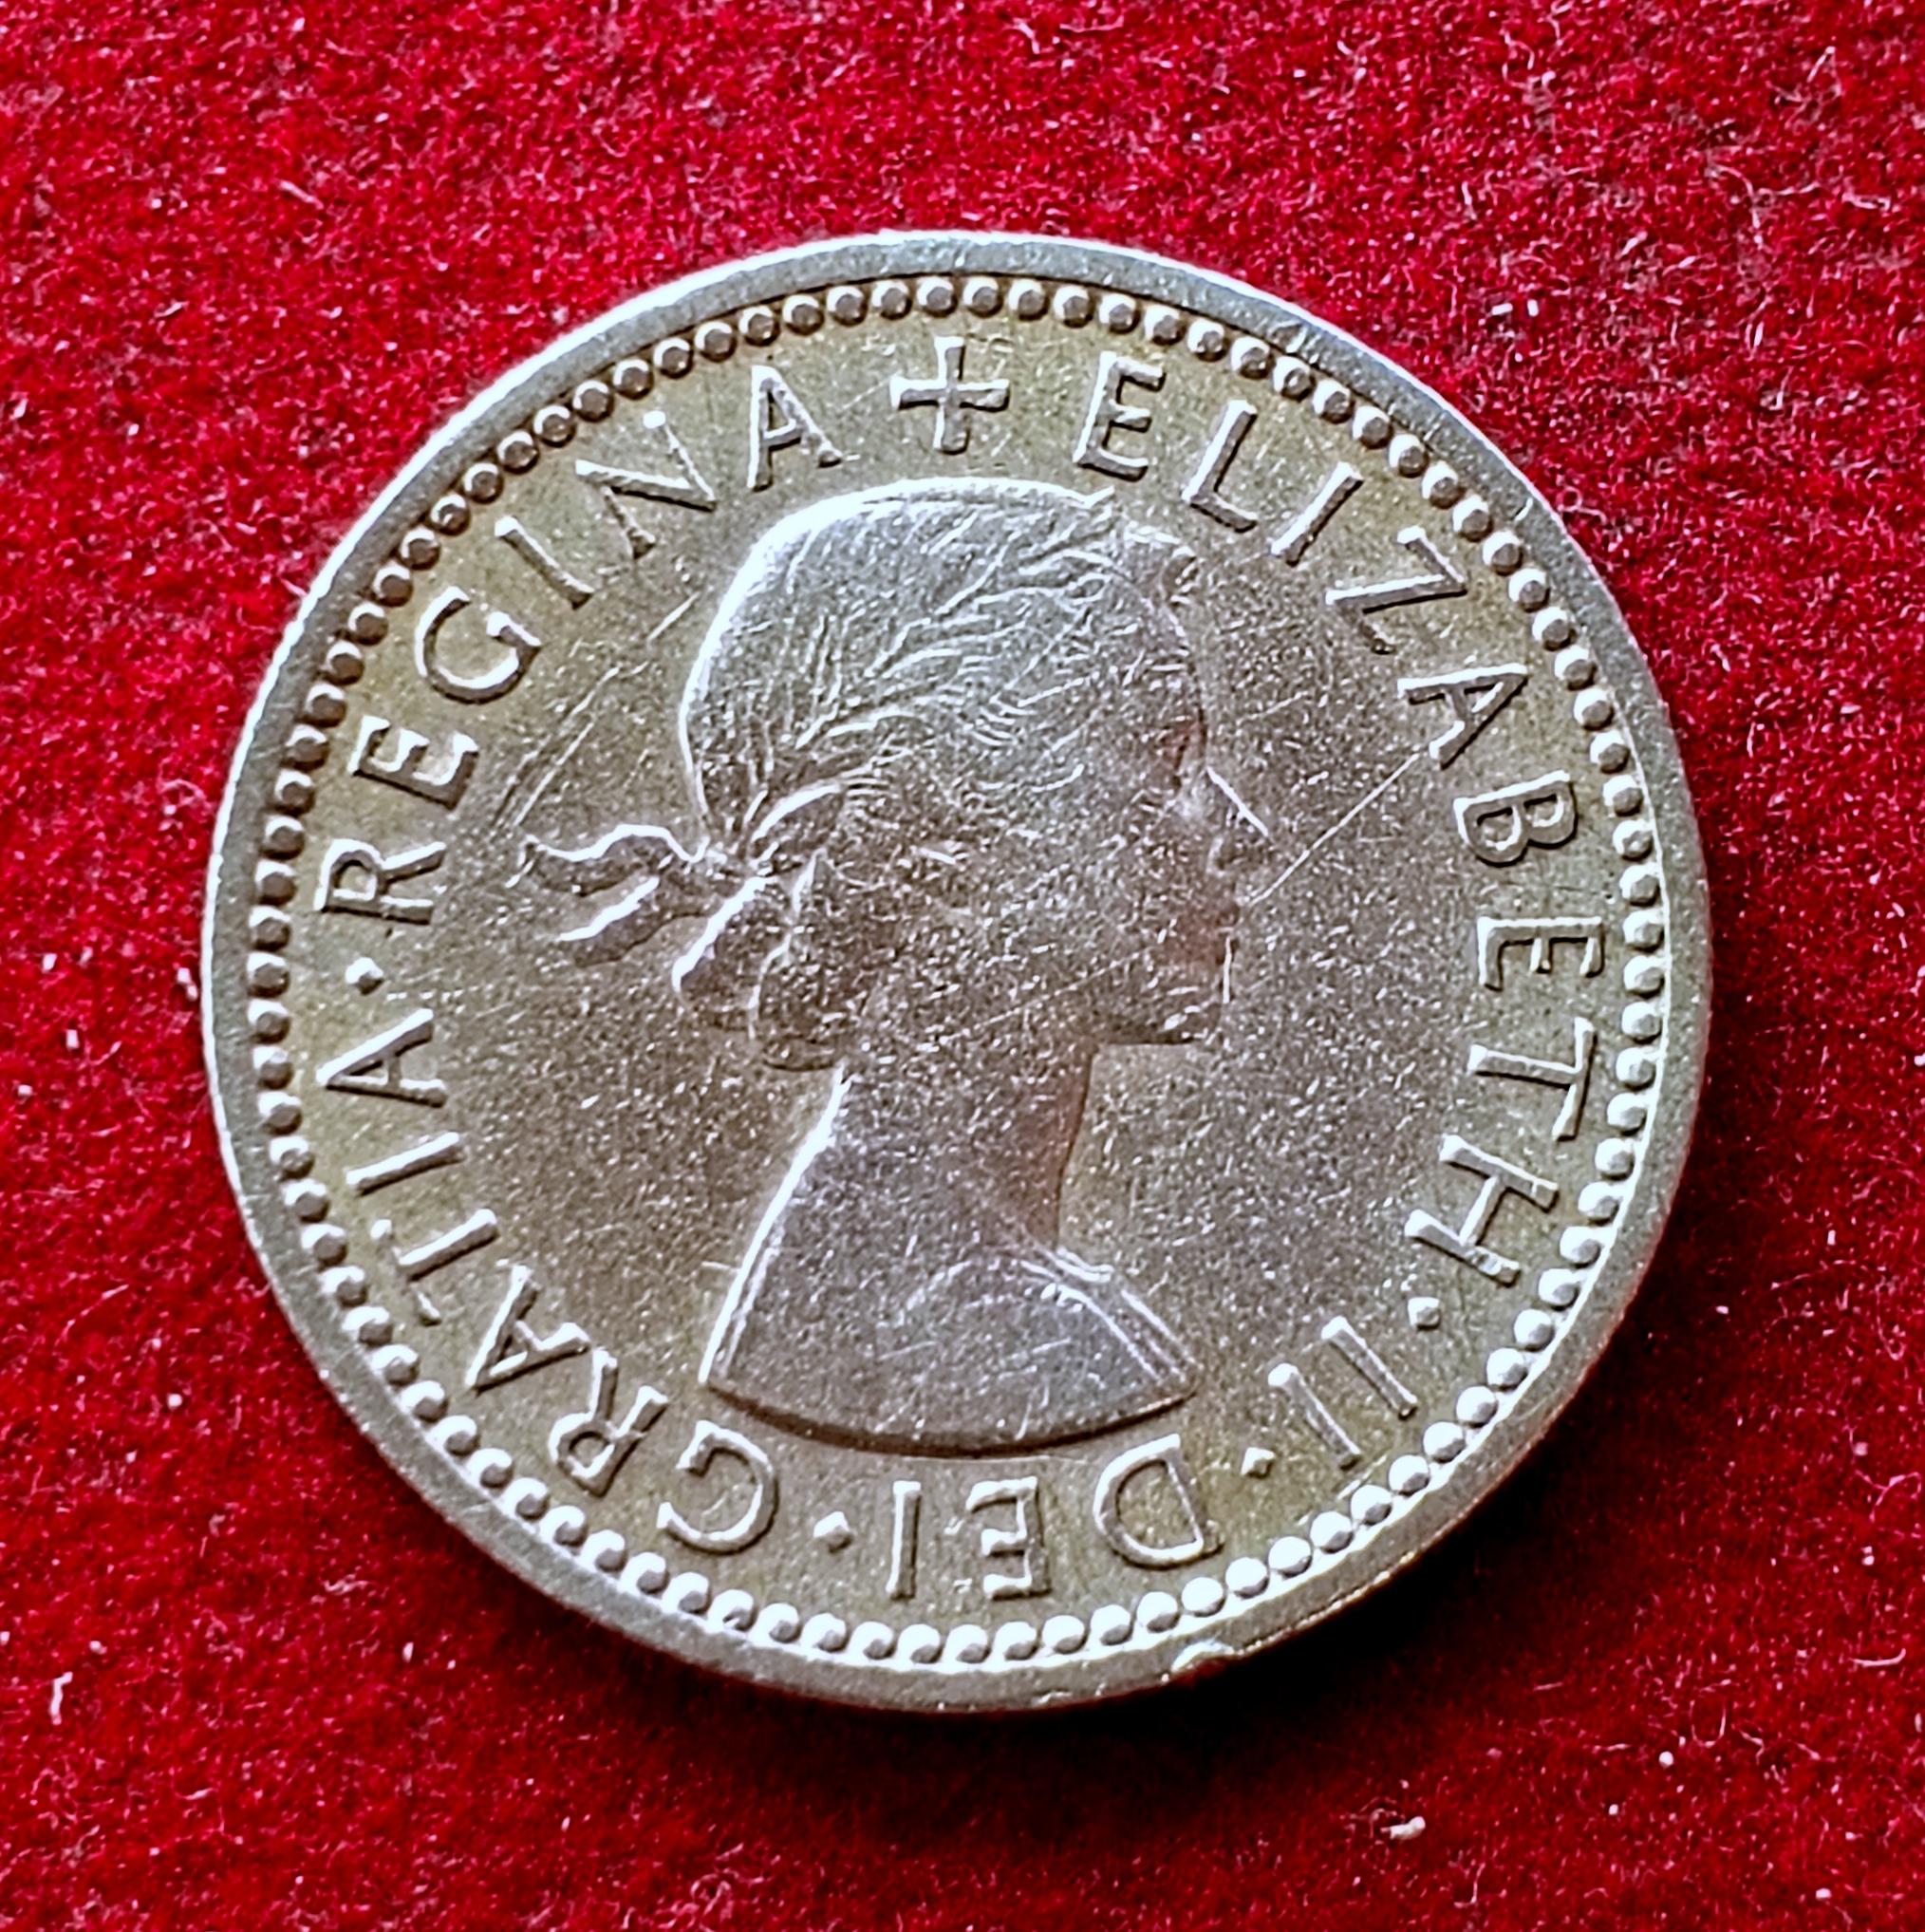 + ELIZABETH · II · DEI · GRATIA · REGINA